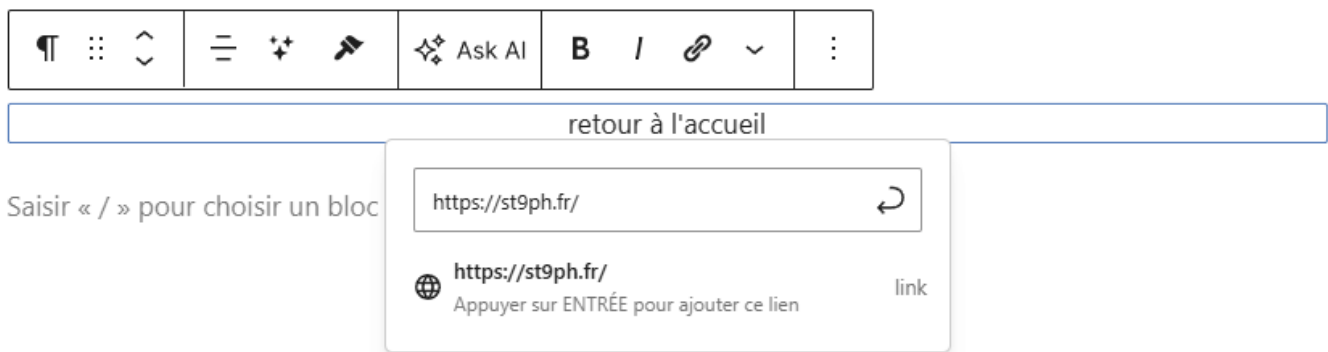 Ask AI B I
retour à l'accueil
Saisir « / » pour choisir un bloc
https://st9ph.fr/
https://st9ph.fr/
link
Appuyer sur ENTRÉE pour ajouter ce lien